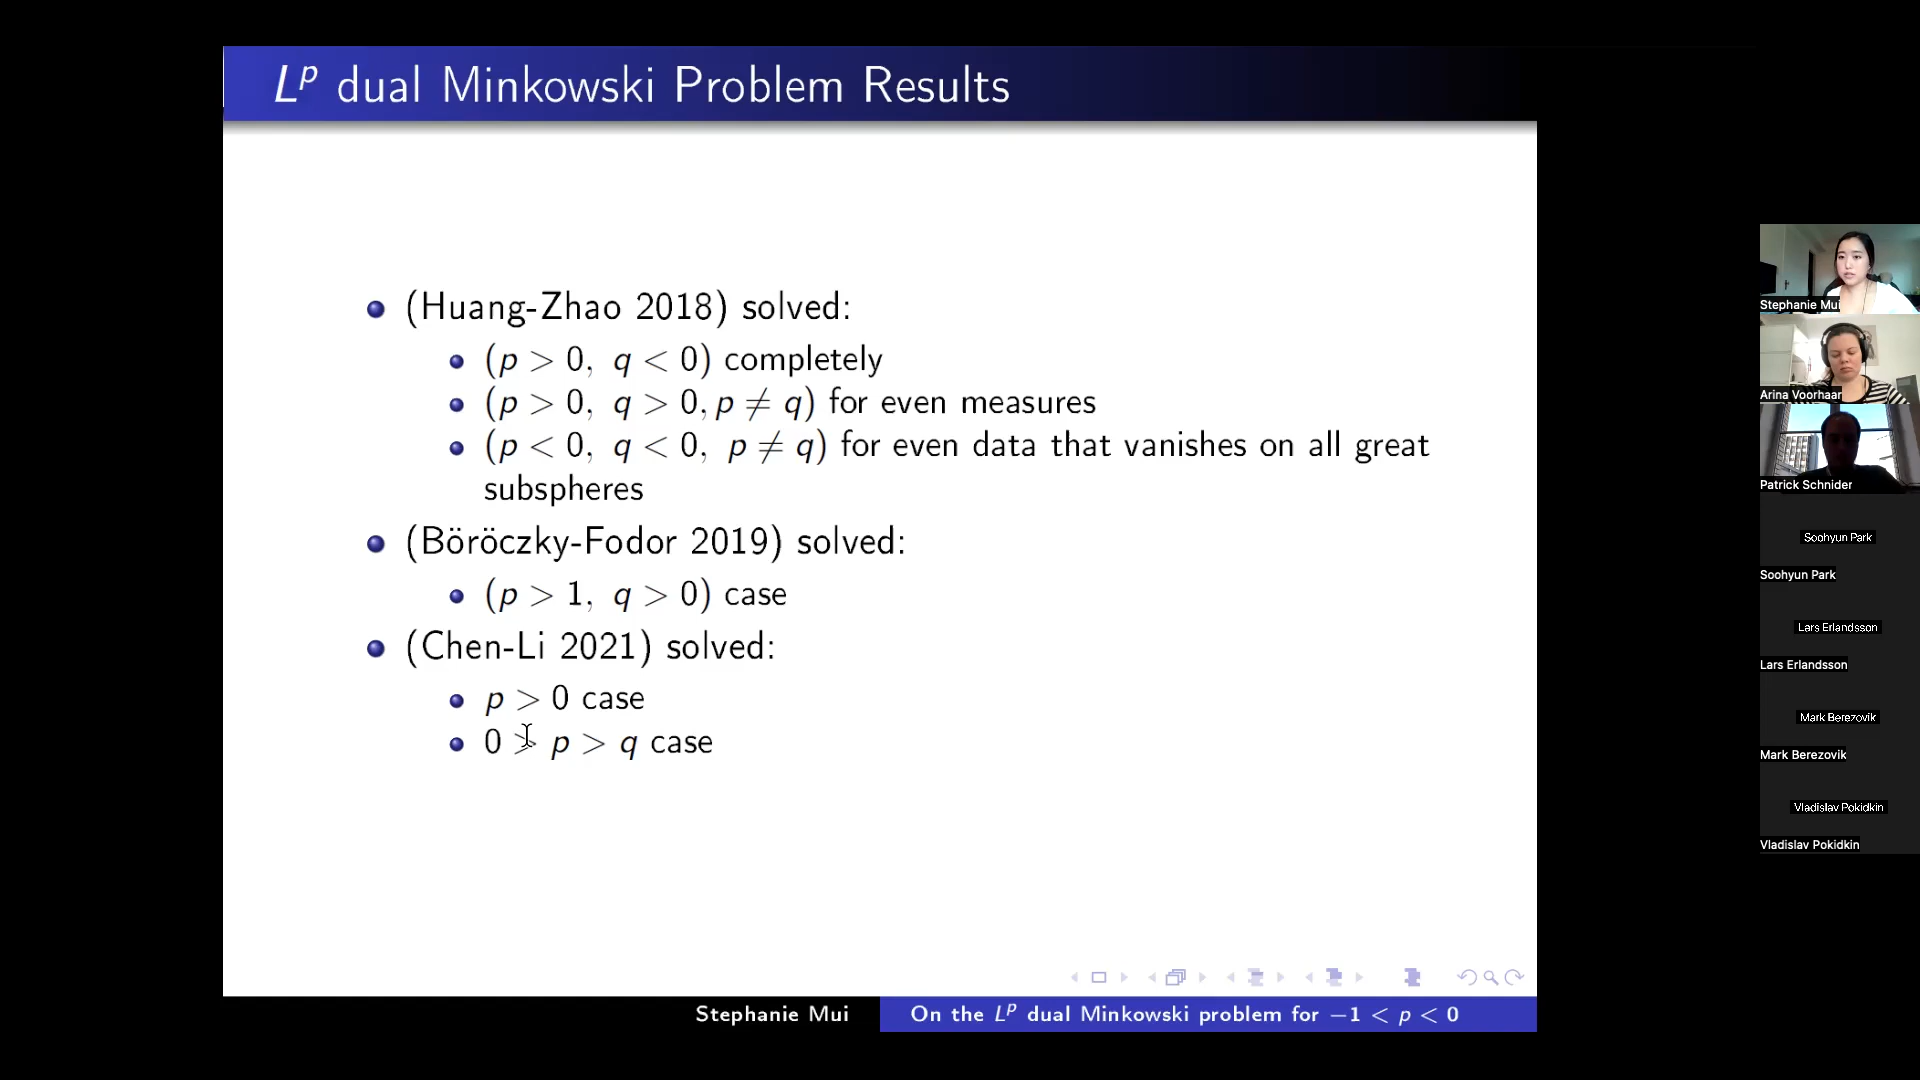 L^p dual Minkowski Problem Results
(Huang-Zhao 2018) solved:
(p > 0, q < 0) completely
(p > 0, q > 0, p ≠ q) for even measures
(p < 0, q < 0, p ≠ q) for even data that vanishes on all great
subspheres
(Böröczky-Fodor 2019) solved:
(p > 1, q > 0) case
(Chen-Li 2021) solved:
p > 0 case
0 > p > q case
Stephanie Mui
On the L^p dual Minkowski problem for −1 < p < 0
Stephanie Mui
Arina Voorhaar
Patrick Schnider
Soohyun Park
Soohyun Park
Lars Erlandsson
Lars Erlandsson
Mark Berezovik
Mark Berezovik
Vladislav Pokidkin
Vladislav Pokidkin